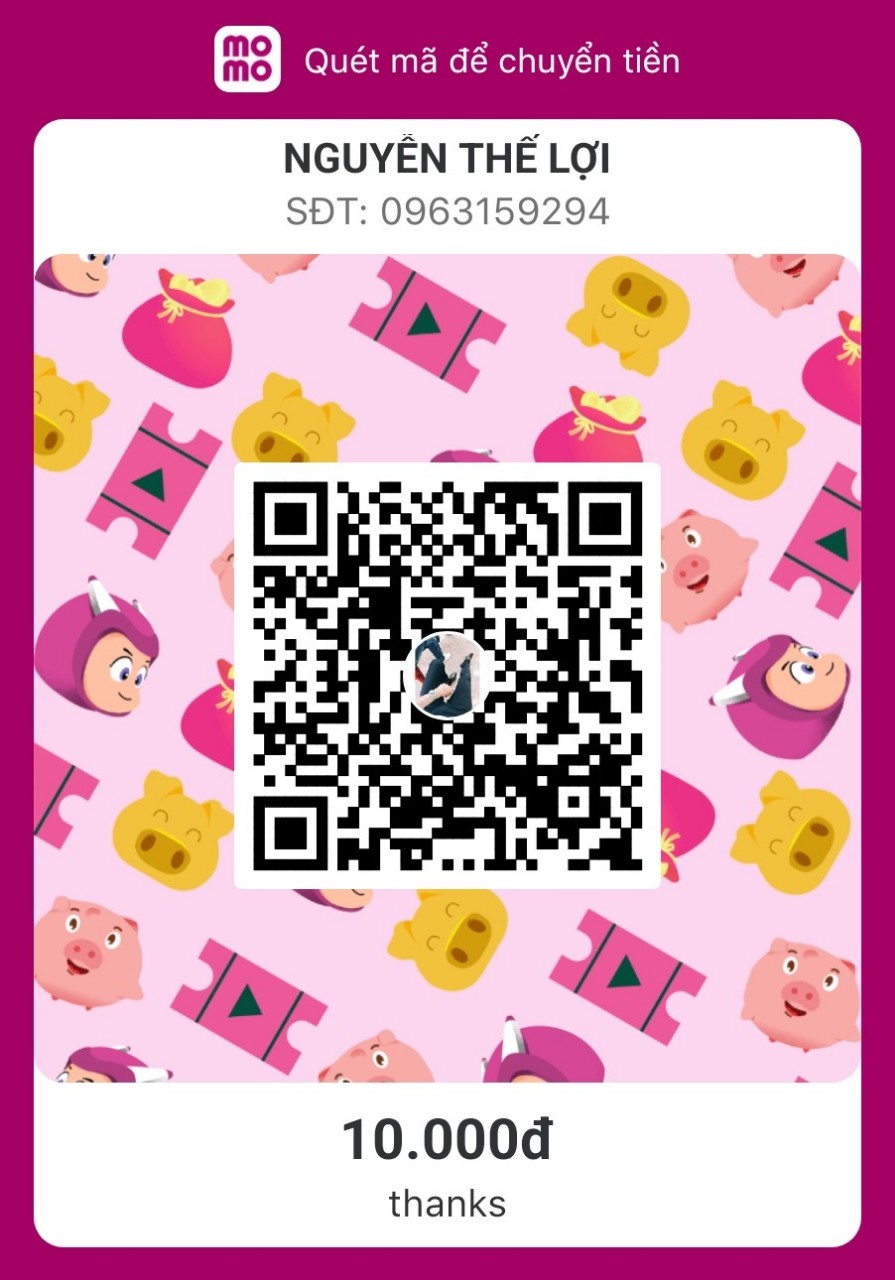 mo
mo
Quét mã để chuyển tiền
NGUYỄN THẾ LỢI
SĐT: 0963159294
10.000đ
thanks